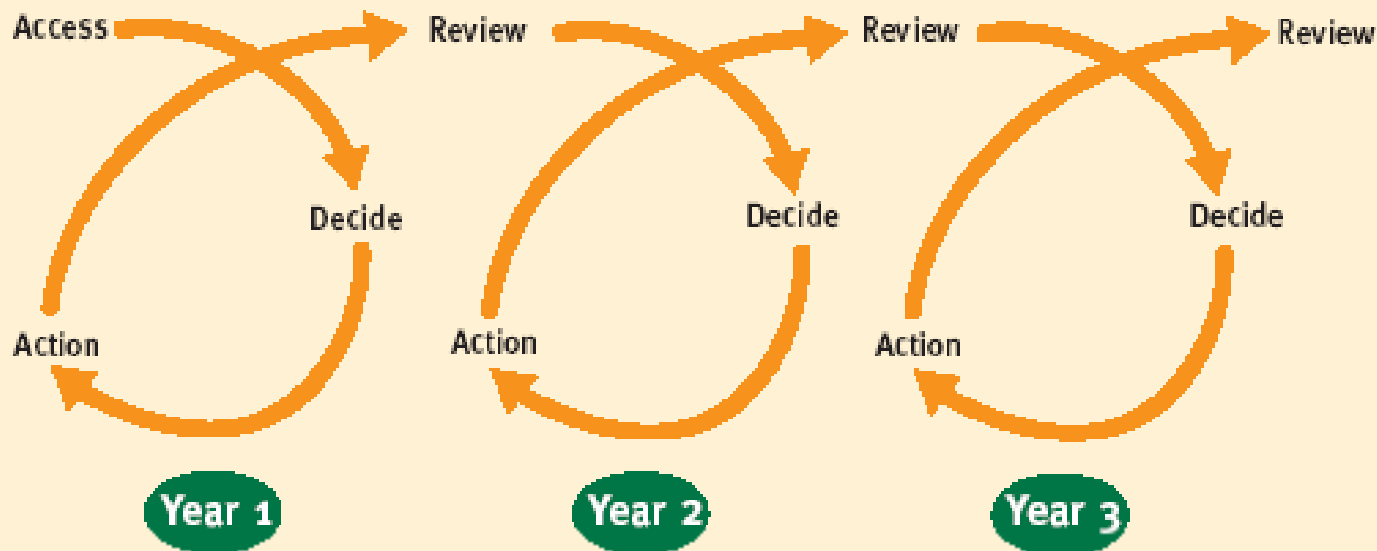 Access
Review
Review
Review
Decide
Decide
Decide
Action
Action
Action
Year 1
Year 2
Year 3